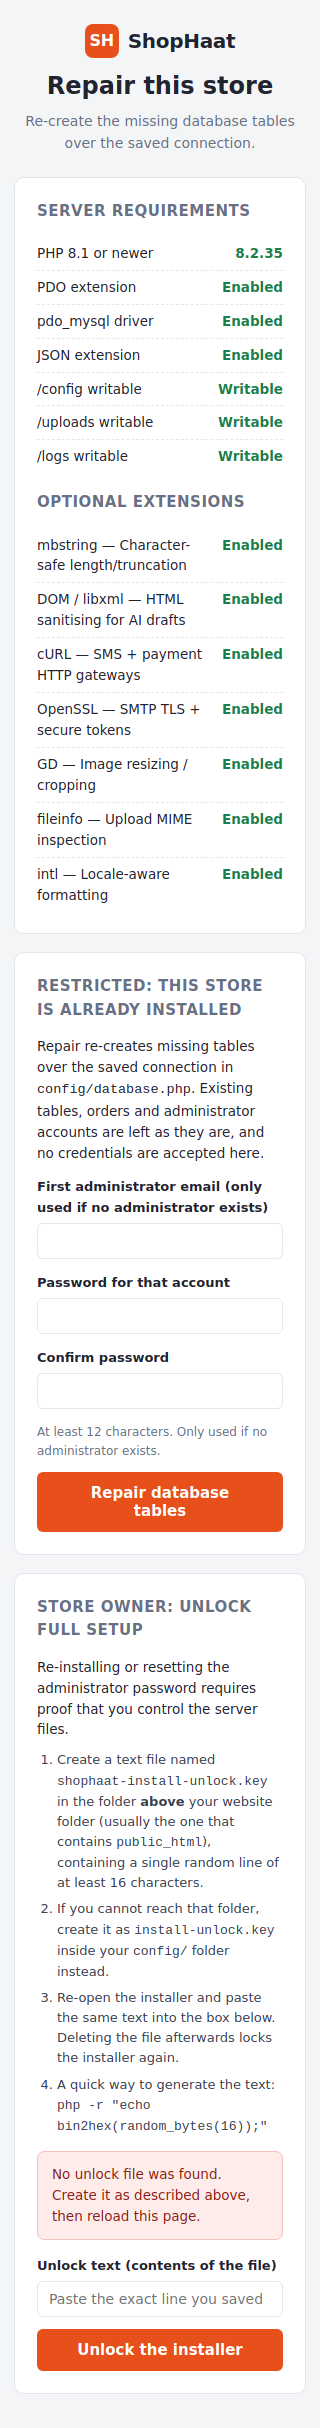 SH ShopHaat
Repair this store
Re-create the missing database tables
over the saved connection.
SERVER REQUIREMENTS
PHP 8.1 or newer 8.2.35
PDO extension Enabled
pdo_mysql driver Enabled
JSON extension Enabled
/config writable Writable
/uploads writable Writable
/logs writable Writable
OPTIONAL EXTENSIONS
mbstring — Character- Enabled
safe length/truncation
DOM / libxml — HTML Enabled
sanitising for AI drafts
cURL — SMS + payment Enabled
HTTP gateways
OpenSSL — SMTP TLS + Enabled
secure tokens
GD — Image resizing / Enabled
cropping
fileinfo — Upload MIME Enabled
inspection
intl — Locale-aware Enabled
formatting
RESTRICTED: THIS STORE
IS ALREADY INSTALLED
Repair re-creates missing tables
over the saved connection in
config/database.php. Existing
tables, orders and administrator
accounts are left as they are, and
no credentials are accepted here.
First administrator email (only
used if no administrator exists)
Password for that account
Confirm password
At least 12 characters. Only used if no
administrator exists.
Repair database
tables
STORE OWNER: UNLOCK
FULL SETUP
Re-installing or resetting the
administrator password requires
proof that you control the server
files.
1. Create a text file named
shophaat-install-unlock.key
in the folder above your website
folder (usually the one that
contains public_html),
containing a single random line of
at least 16 characters.
2. If you cannot reach that folder,
create it as install-unlock.key
inside your config/ folder
instead.
3. Re-open the installer and paste
the same text into the box below.
Deleting the file afterwards locks
the installer again.
4. A quick way to generate the text:
php -r "echo
bin2hex(random_bytes(16));"
No unlock file was found.
Create it as described above,
then reload this page.
Unlock text (contents of the file)
Paste the exact line you saved
Unlock the installer